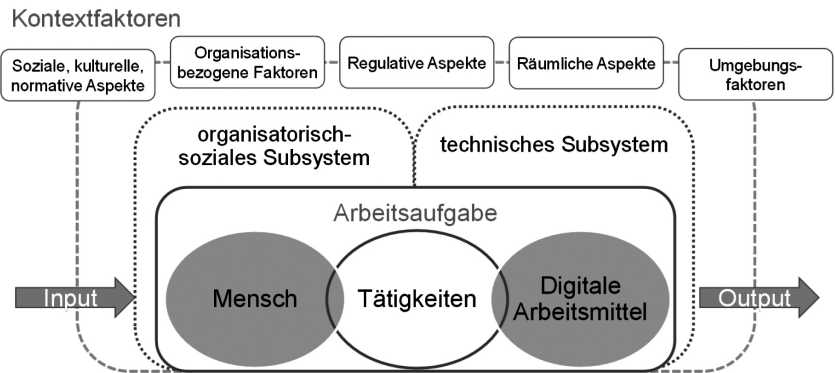 Kontextfaktoren
Soziale, kulturelle,
normative Aspekte
Organisations-
bezogene Faktoren
Regulative Aspekte
Räumliche Aspekte
Umgebungs-
faktoren
organisatorisch-
soziales Subsystem
technisches Subsystem
Arbeitsaufgabe
Input
Mensch
Tätigkeiten
Digitale
Arbeitsmittel
Output